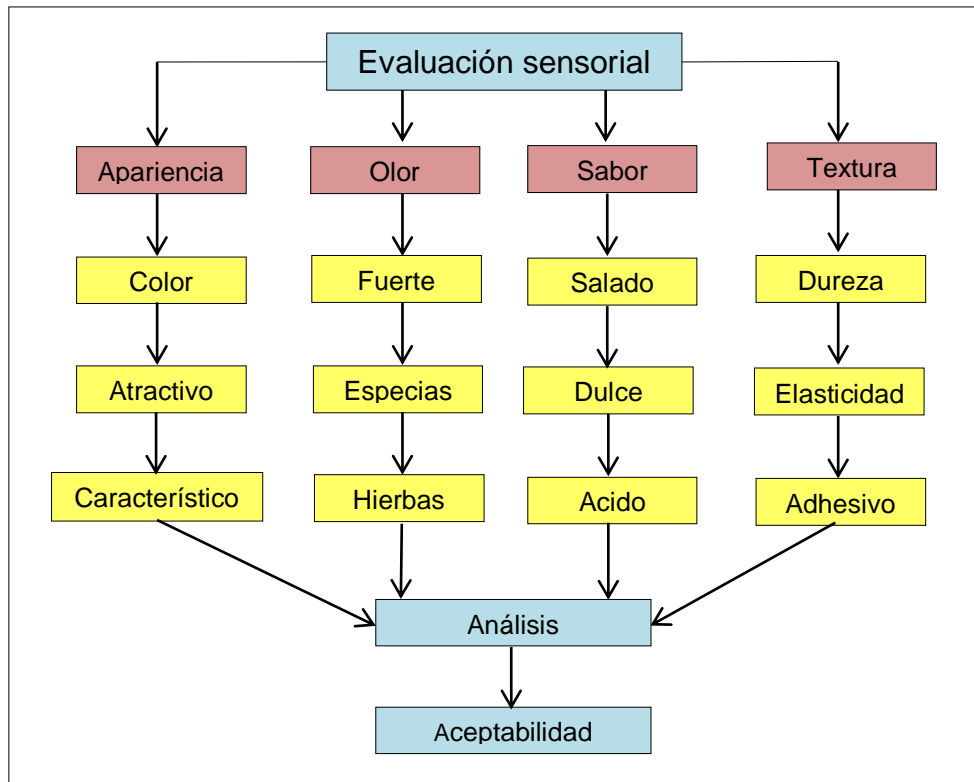 Evaluación sensorial
Apariencia
Olor
Sabor
Textura
Color
Fuerte
Salado
Dureza
Atractivo
Especias
Dulce
Elasticidad
Característico
Hierbas
Acido
Adhesivo
Análisis
Aceptabilidad